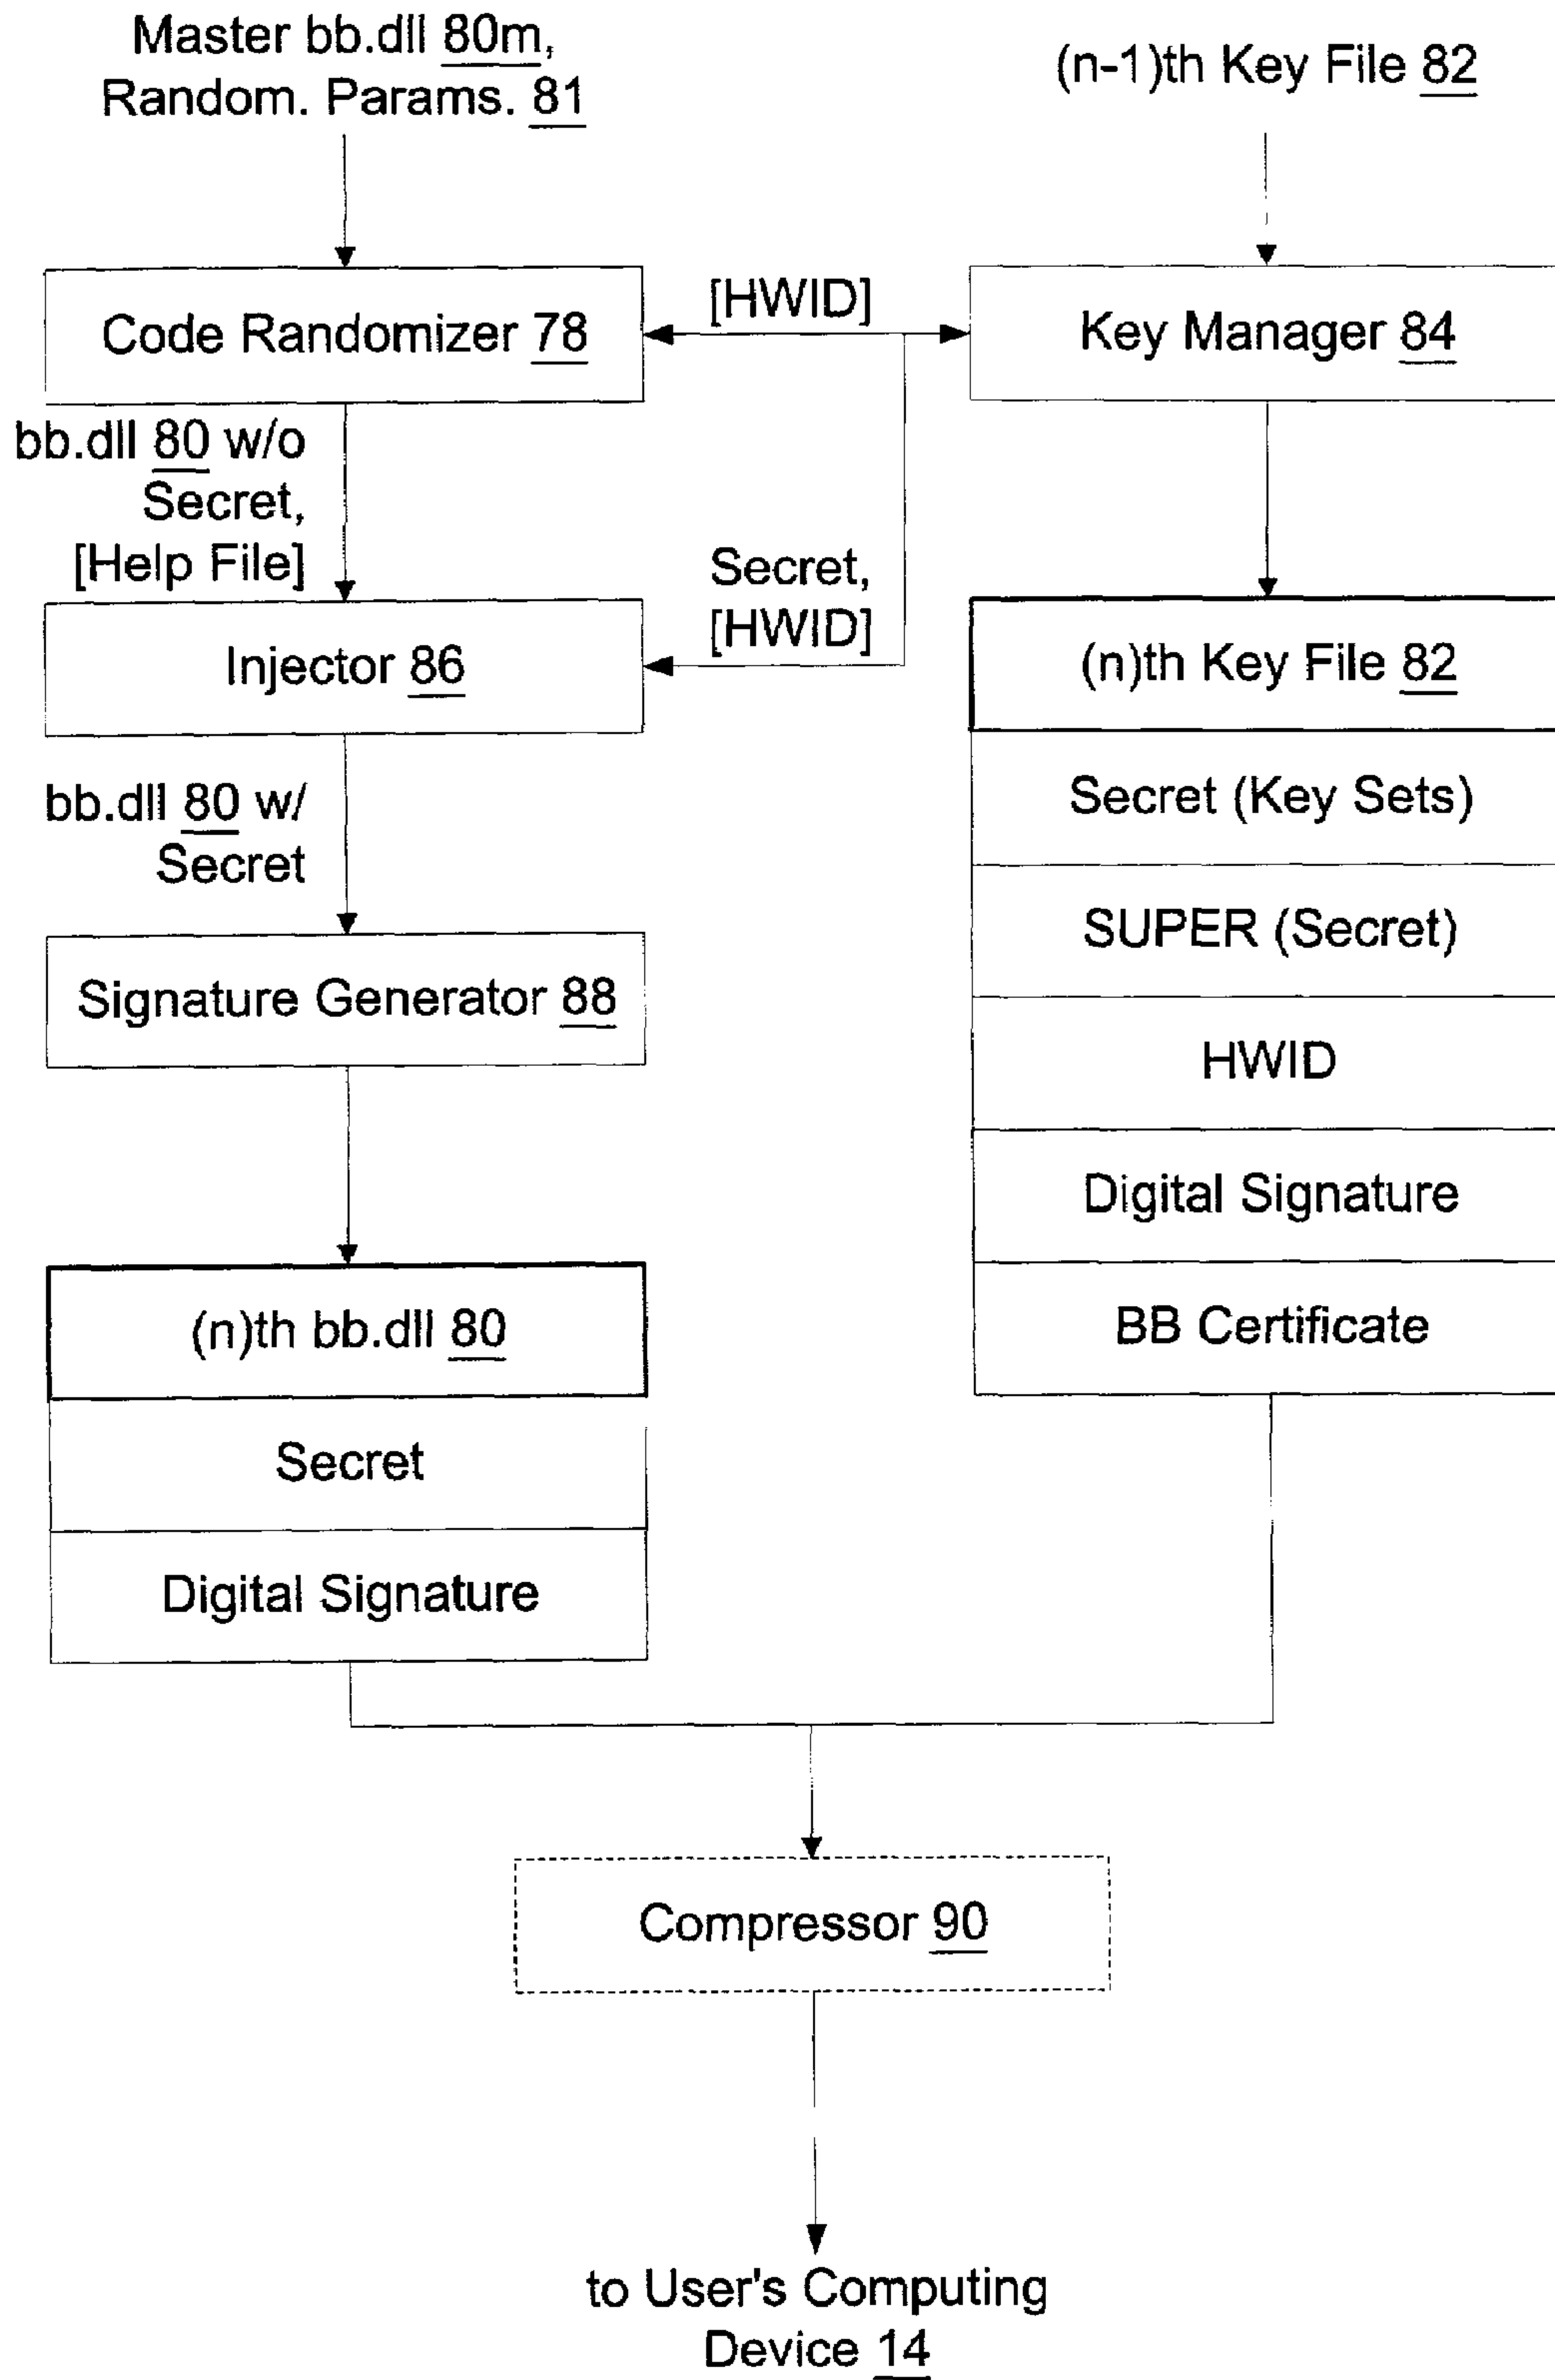 Master bb.dll 80m,
Random. Params. 81
(n-1)th Key File 82
Code Randomizer 78
[HWID]
Key Manager 84
bb.dll 80 w/o
Secret,
[Help File]
Secret,
[HWID]
Injector 86
(n)th Key File 82
Secret (Key Sets)
SUPER (Secret)
HWID
Digital Signature
BB Certificate
bb.dll 80 w/
Secret
Signature Generator 88
(n)th bb.dll 80
Secret
Digital Signature
Compressor 90
to User's Computing
Device 14